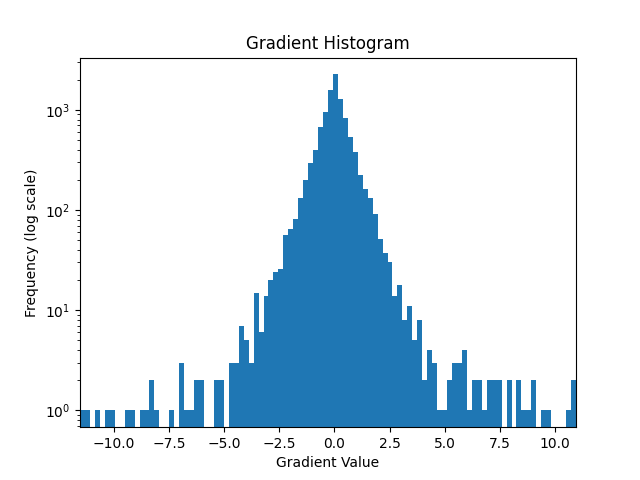 Gradient Histogram
Frequency (log scale)
10³
10²
10¹
10⁰
−10.0 −7.5 −5.0 −2.5 0.0 2.5 5.0 7.5 10.0
Gradient Value